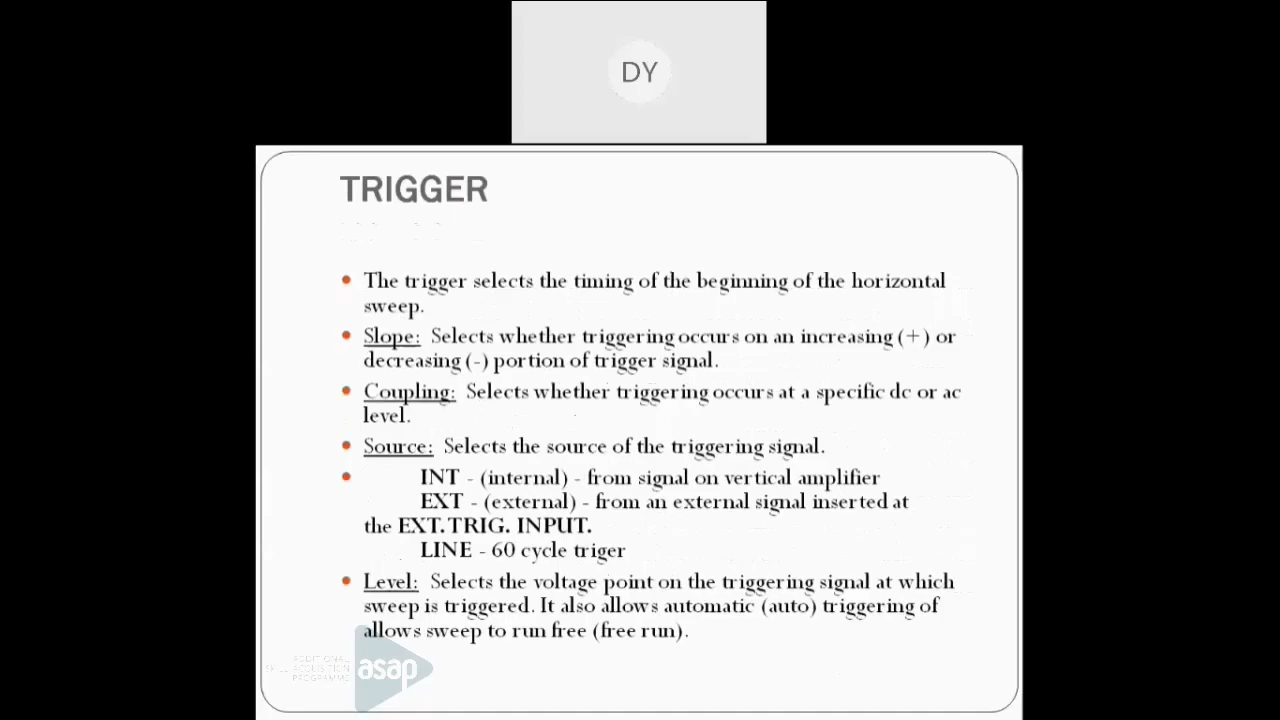 DY
TRIGGER
• The trigger selects the timing of the beginning of the horizontal
sweep.
• Slope: Selects whether triggering occurs on an increasing (+) or
decreasing (-) portion of trigger signal.
• Coupling: Selects whether triggering occurs at a specific dc or ac
level.
• Source: Selects the source of the triggering signal.
• INT - (internal) - from signal on vertical amplifier
EXT - (external) - from an external signal inserted at
the EXT. TRIG. INPUT.
LINE - 60 cycle triger
• Level: Selects the voltage point on the triggering signal at which
sweep is triggered. It also allows automatic (auto) triggering of
allows sweep to run free (free run).
ADDITIONAL
SKILL ACQUISITION
PROGRAMME
asap